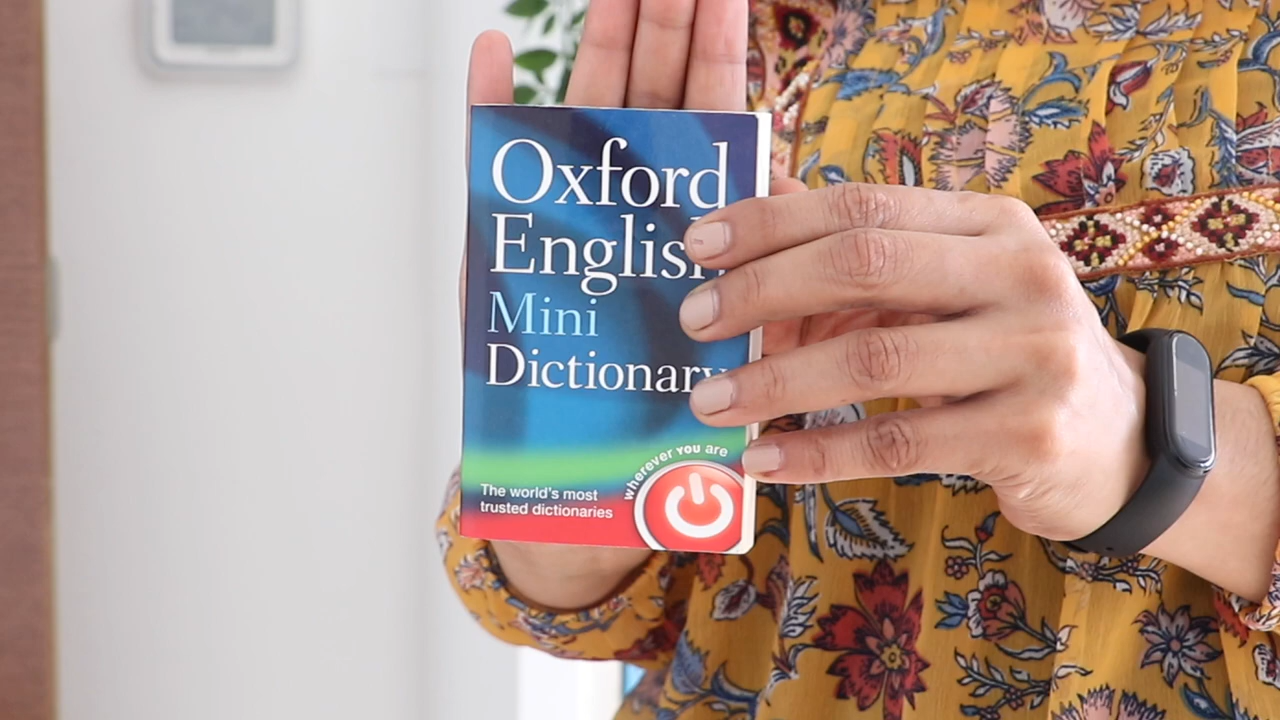 Oxford
English
Mini
Dictionary
wherever YOU are
The world's most
trusted dictionaries